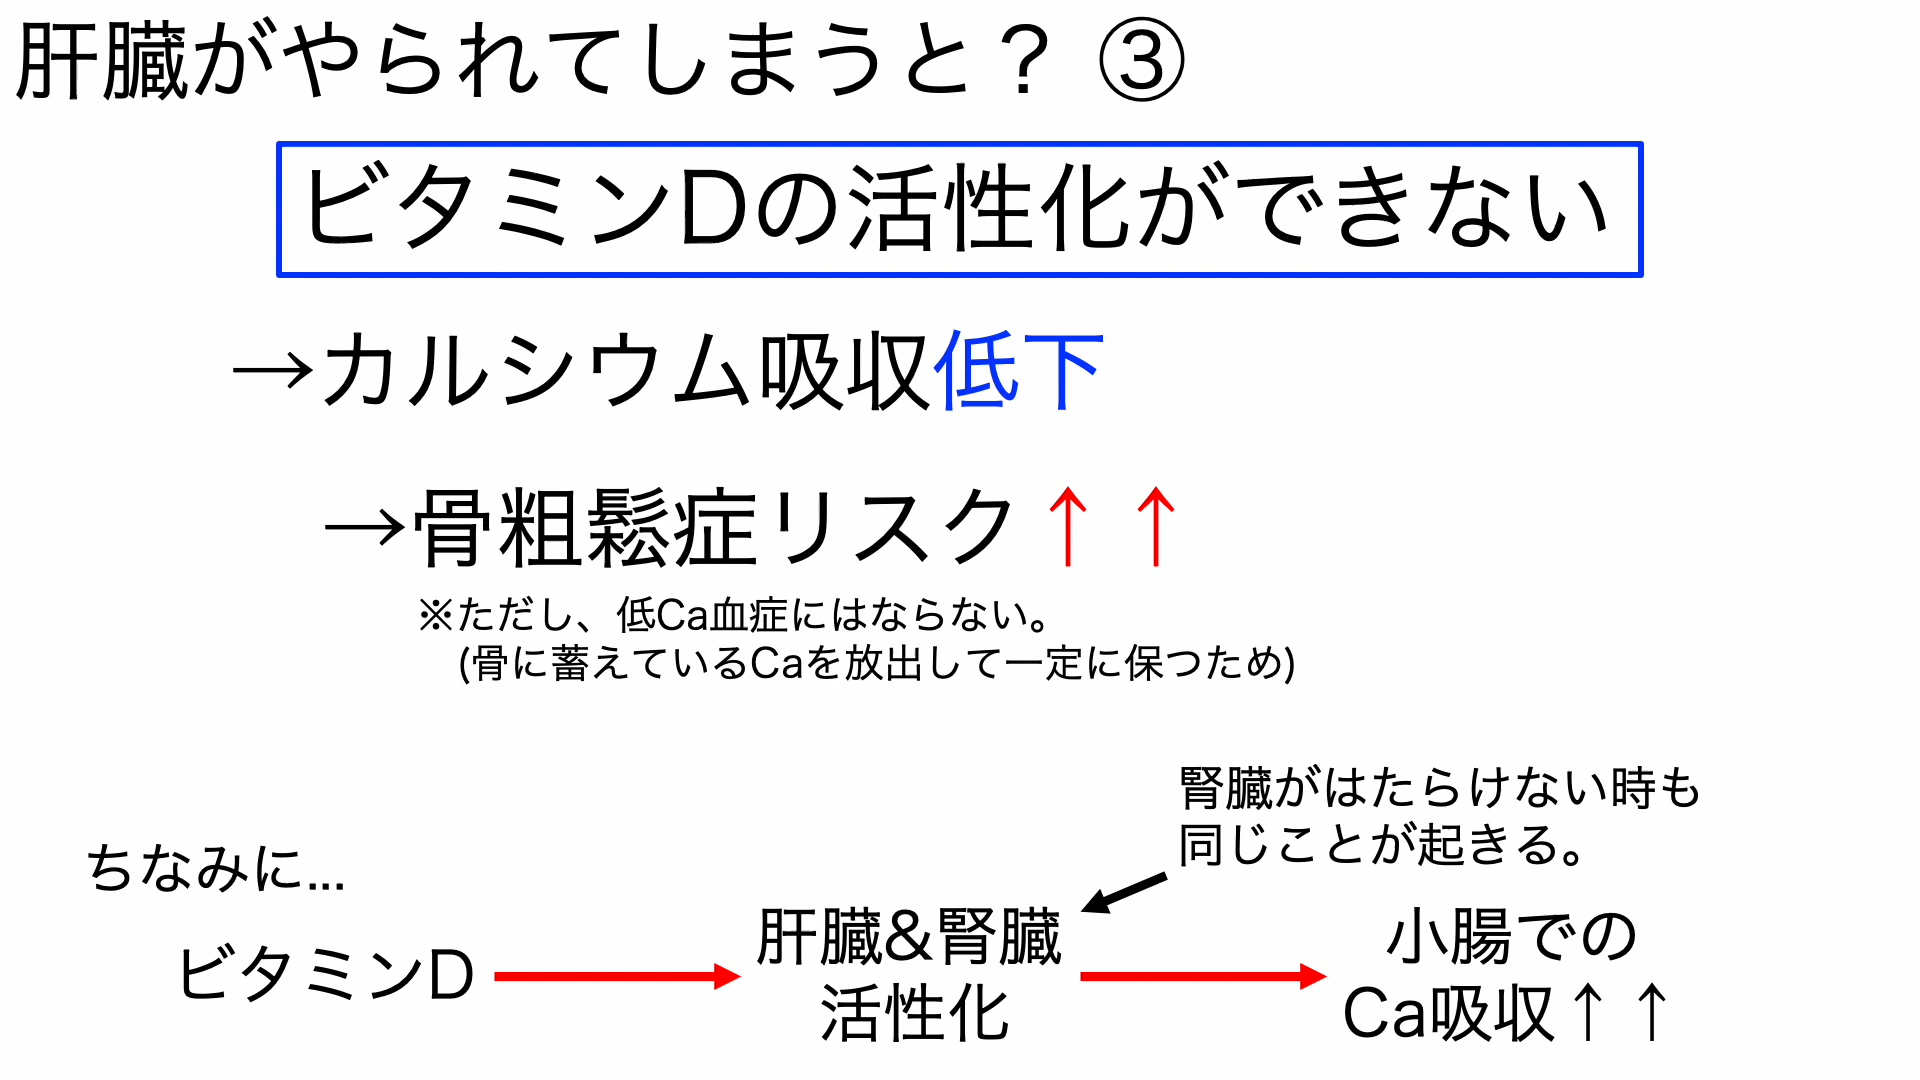 肝臓がやられてしまうと？ ③
ビタミンDの活性化ができない
→カルシウム吸収低下
→骨粗鬆症リスク↑↑
※ただし、低Ca血症にはならない。
(骨に蓄えているCaを放出して一定に保つため)
腎臓がはたらけない時も
同じことが起きる。
ちなみに...
ビタミンD
肝臓&腎臓
活性化
小腸での
Ca吸収↑↑